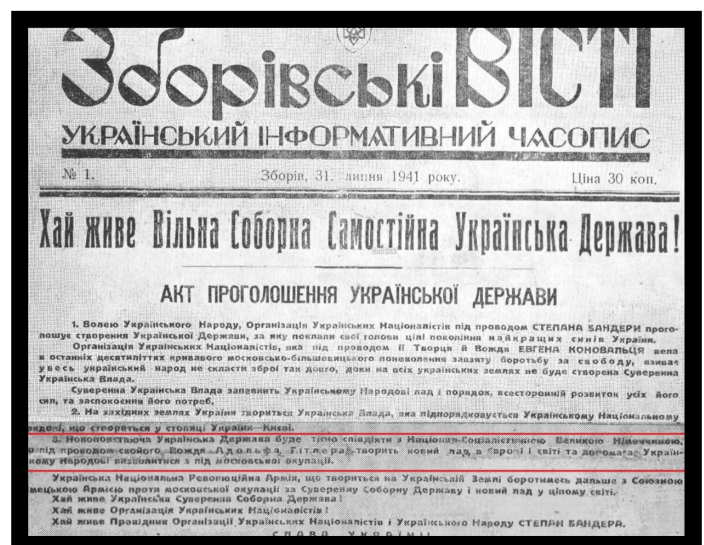 Зборівські ВІСТІ
УКРАЇНСЬКИЙ ІНФОРМАТИВНИЙ ЧАСОПИС
№ 1. Зборів, 31. липня 1941 року. Ціна 30 коп.
Хай живе Вільна Соборна Самостійна Українська Держава!
АКТ ПРОГОЛОШЕННЯ УКРАЇНСЬКОЇ ДЕРЖАВИ
1. Волею Українського Народу, Організація Українських Націоналістів під проводом СТЕПАНА БАНДЕРИ прого-
лошує створення Української Держави, за яку поклали свої голови цілі покоління найкращих синів України.
Організація Українських Націоналістів, яка під проводом її Творця й Вождя ЕВГЕНА КОНОВАЛЬЦЯ вела
в останніх десятиліттях кривавого московсько-більшовицького поневолення завзяту боротьбу за свободу, взиває
увесь український народ не скласти зброї так довго, доки на всіх українських землях не буде створена Суверенна
Українська Влада.
Суверенна Українська Влада запевнить Українському Народові лад і порядок, всесторонній розвиток усіх його
сил, та заспокоєння його потреб.
2. На західних землях України твориться Українська Влада, яка підпорядковується Українському Національному
рядові, що створиться у столиці України—Києві.
3. Новоповстаюча Українська Держава буде тісно співдіяти з Націонал-Соціялістичною Великою Німеччиною,
о під проводом свойого Вождя Адольфа Гітлера творить новий лад в Европі і світі та допомагає Україн-
ному Народові визволитися з під московської окупації.
Українська Національна Революційна Армія, що твориться на Українській Землі боротиметь дальше з Союзною
мецькою Армією проти московської окупації за Суверенну Соборну Державу і новий лад у цілому світі.
Хай живе Українська Суверенна Соборна Держава!
Хай живе Організація Українських Націоналістів!
Хай живе Провідник Організації Українських Націоналістів і Українського Народу СТЕПАН БАНДЕРА.
СЛАВА УКРАЇНІ!